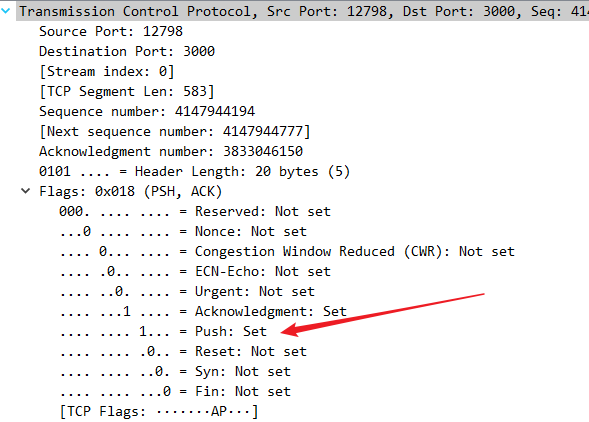 Transmission Control Protocol, Src Port: 12798, Dst Port: 3000, Seq: 414
Source Port: 12798
Destination Port: 3000
[Stream index: 0]
[TCP Segment Len: 583]
Sequence number: 4147944194
[Next sequence number: 4147944777]
Acknowledgment number: 3833046150
0101 .... = Header Length: 20 bytes (5)
Flags: 0x018 (PSH, ACK)
000. .... .... = Reserved: Not set
...0 .... .... = Nonce: Not set
.... 0... .... = Congestion Window Reduced (CWR): Not set
.... .0.. .... = ECN-Echo: Not set
.... ..0. .... = Urgent: Not set
.... ...1 .... = Acknowledgment: Set
.... .... 1... = Push: Set
.... .... .0.. = Reset: Not set
.... .... ..0. = Syn: Not set
.... .... ...0 = Fin: Not set
[TCP Flags: ·······AP···]